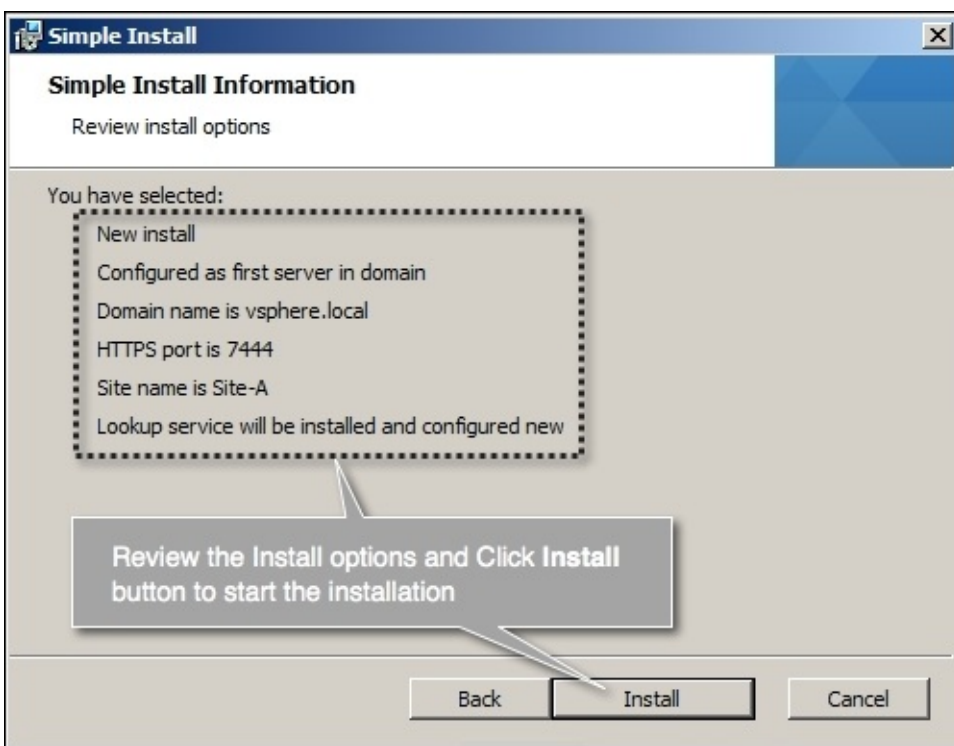 Simple Install
Simple Install Information
Review install options
You have selected:
New install
Configured as first server in domain
Domain name is vsphere.local
HTTPS port is 7444
Site name is Site-A
Lookup service will be installed and configured new
Review the Install options and Click Install
button to start the installation
Back
Install
Cancel